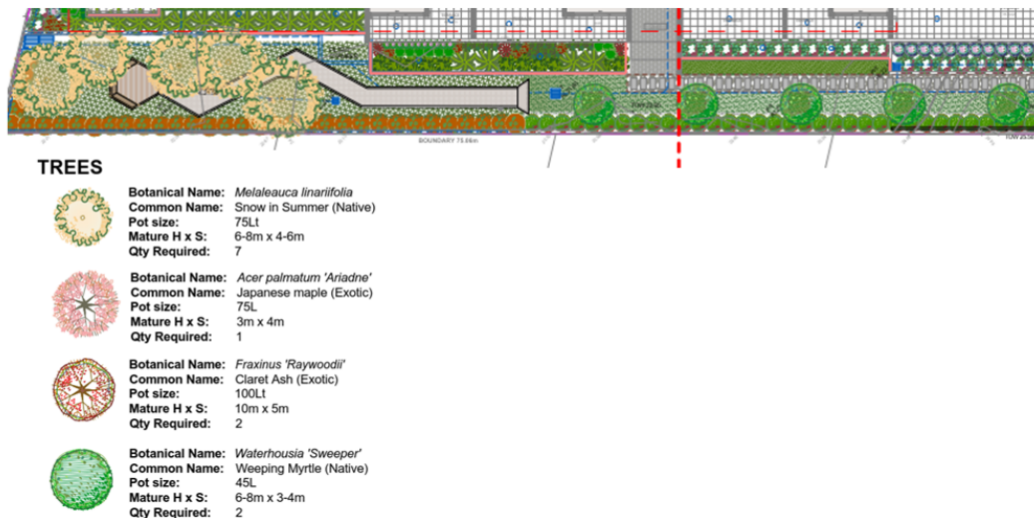 BOUNDARY 75.66m
TREES
Botanical Name: Melaleauca linariifolia
Common Name: Snow in Summer (Native)
Pot size: 75Lt
Mature H x S: 6-8m x 4-6m
Qty Required: 7
Botanical Name: Acer palmatum 'Ariadne'
Common Name: Japanese maple (Exotic)
Pot size: 75L
Mature H x S: 3m x 4m
Qty Required: 1
Botanical Name: Fraxinus 'Raywoodii'
Common Name: Claret Ash (Exotic)
Pot size: 100Lt
Mature H x S: 10m x 5m
Qty Required: 2
Botanical Name: Waterhousia 'Sweeper'
Common Name: Weeping Myrtle (Native)
Pot size: 45L
Mature H x S: 6-8m x 3-4m
Qty Required: 2